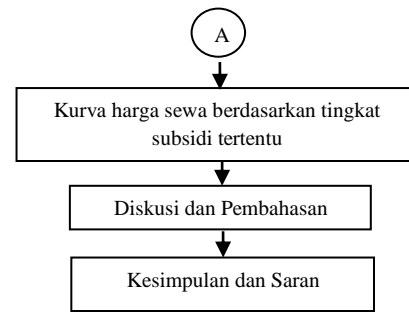 A
Kurva harga sewa berdasarkan tingkat
subsidi tertentu
Diskusi dan Pembahasan
Kesimpulan dan Saran